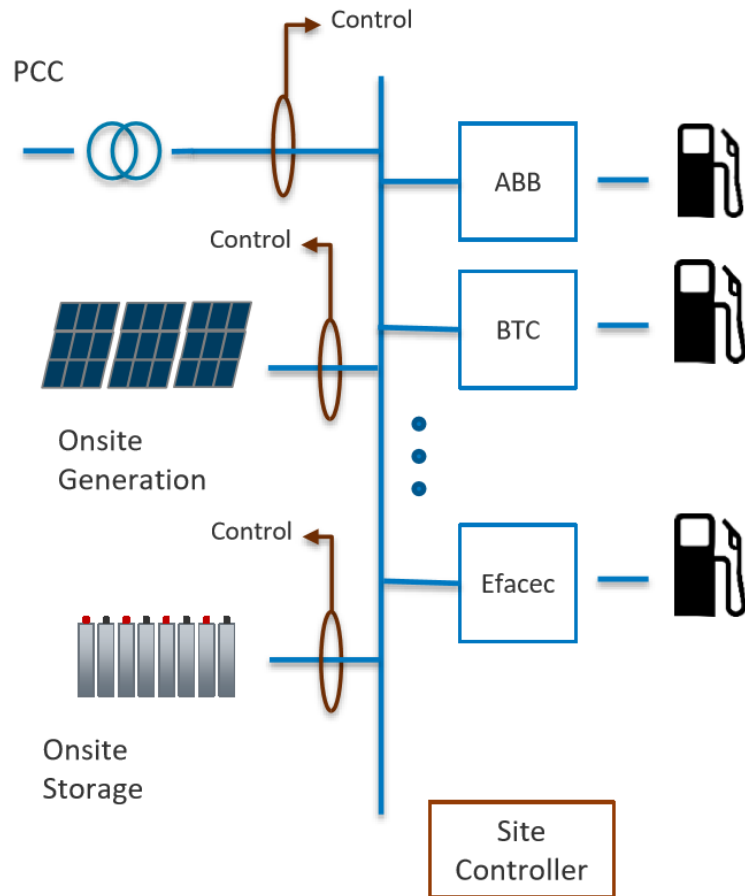 Control
PCC
ABB
Control
BTC
Onsite
Generation
Control
Efacec
Onsite
Storage
Site
Controller